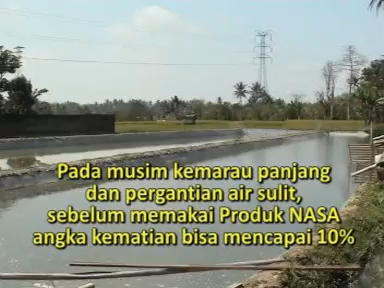 Pada musim kemarau panjang
dan pergantian air sulit,
sebelum memakai Produk NASA
angka kematian bisa mencapai 10%